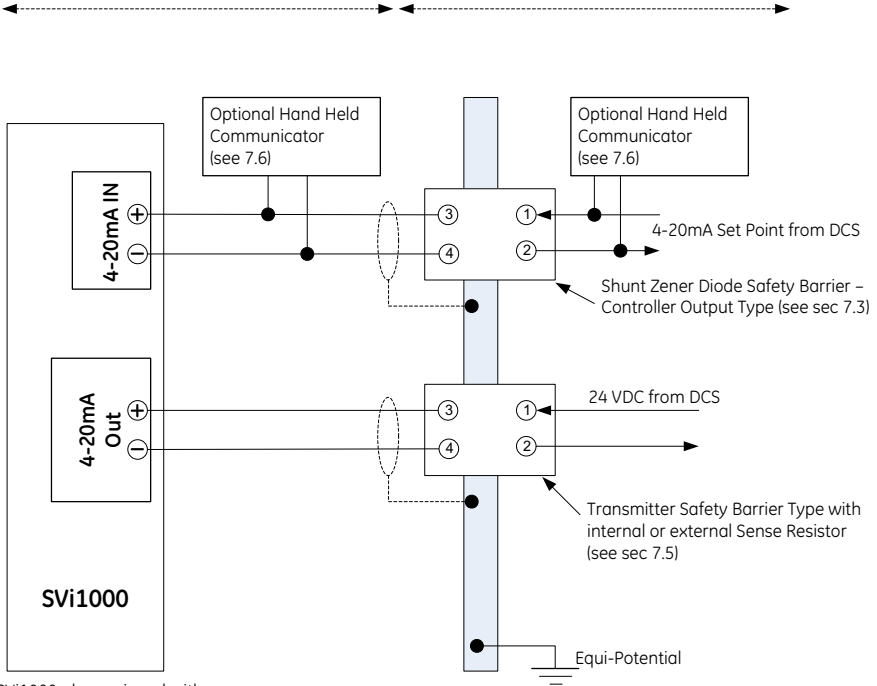 Optional Hand Held
Communicator
(see 7.6)
Optional Hand Held
Communicator
(see 7.6)
4-20mA IN
+
−
3
4
1
2
4-20mA Set Point from DCS
Shunt Zener Diode Safety Barrier –
Controller Output Type (see sec 7.3)
4-20mA
Out
+
−
3
4
1
2
24 VDC from DCS
Transmitter Safety Barrier Type with
internal or external Sense Resistor
(see sec 7.5)
SVi1000
Equi-Potential